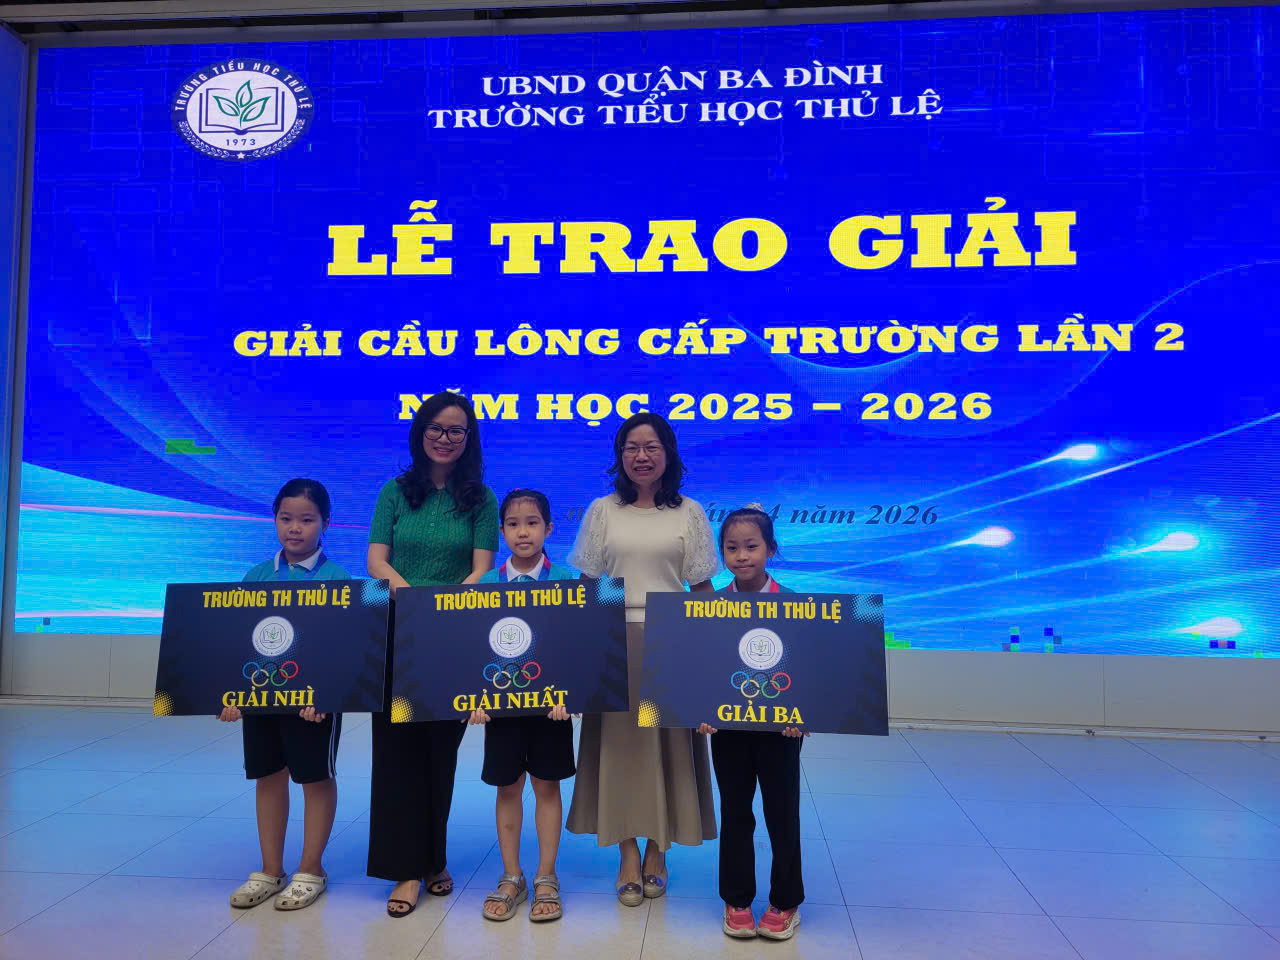 TRƯỜNG TIỂU HỌC THỦ LỆ
1973
UBND QUẬN BA ĐÌNH
TRƯỜNG TIỂU HỌC THỦ LỆ
LỄ TRAO GIẢI
GIẢI CẦU LÔNG CẤP TRƯỜNG LẦN 2
NĂM HỌC 2025 – 2026
4 năm 2026
TRƯỜNG TH THỦ LỆ
GIẢI NHÌ
TRƯỜNG TH THỦ LỆ
GIẢI NHẤT
TRƯỜNG TH THỦ LỆ
GIẢI BA